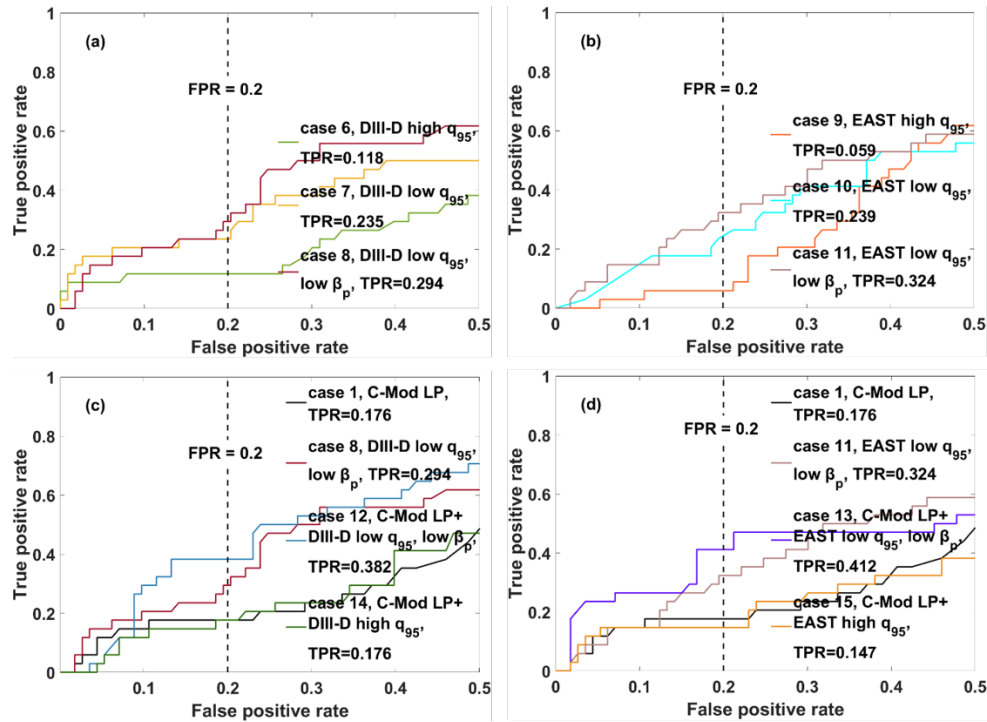 (a)
1
0.8
0.6
0.4
0.2
0
True positive rate
FPR = 0.2
case 6, DIII-D high q95,
TPR=0.118
case 7, DIII-D low q95,
TPR=0.235
case 8, DIII-D low q95,
low βp, TPR=0.294
0 0.1 0.2 0.3 0.4 0.5
False positive rate
(b)
1
0.8
0.6
0.4
0.2
0
True positive rate
FPR = 0.2
case 9, EAST high q95,
TPR=0.059
case 10, EAST low q95,
TPR=0.239
case 11, EAST low q95,
low βp, TPR=0.324
0.1 0.2 0.3 0.4 0.5
False positive rate
(c)
1
0.8
0.6
0.4
0.2
0
True positive rate
FPR = 0.2
case 1, C-Mod LP,
TPR=0.176
case 8, DIII-D low q95,
low βp, TPR=0.294
case 12, C-Mod LP+
DIII-D low q95, low βp,
TPR=0.382
case 14, C-Mod LP+
DIII-D high q95,
TPR=0.176
0.1 0.2 0.3 0.4 0.5
False positive rate
(d)
1
0.8
0.6
0.4
0.2
0
True positive rate
FPR = 0.2
case 1, C-Mod LP,
TPR=0.176
case 11, EAST low q95,
low βp, TPR=0.324
case 13, C-Mod LP+
EAST low q95, low βp,
TPR=0.412
case 15, C-Mod LP+
EAST high q95,
TPR=0.147
0.1 0.2 0.3 0.4 0.5
False positive rate